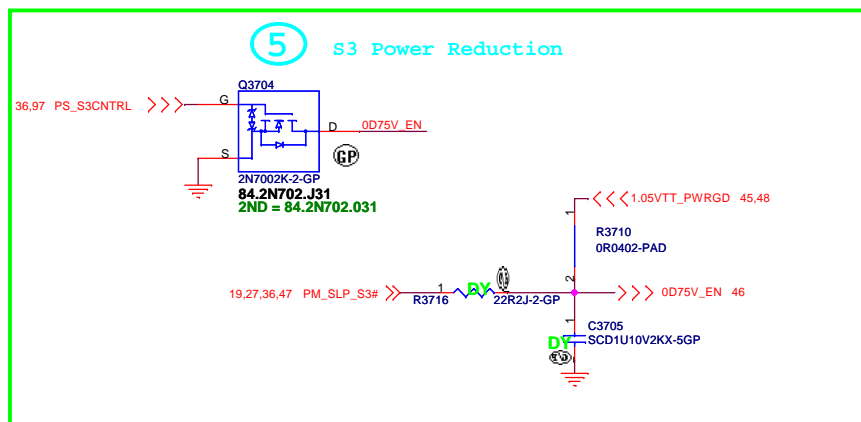 5 S3 Power Reduction
Q3704
36,97 PS_S3CNTRL
G
D
0D75V_EN
S
GP
2N7002K-2-GP
84.2N702.J31
2ND = 84.2N702.031
1.05VTT_PWRGD 45,48
1
R3710
0R0402-PAD
2
19,27,36,47 PM_SLP_S3#
1
DY
R3716
22R2J-2-GP
0D75V_EN 46
1
C3705
DY
SCD1U10V2KX-5GP